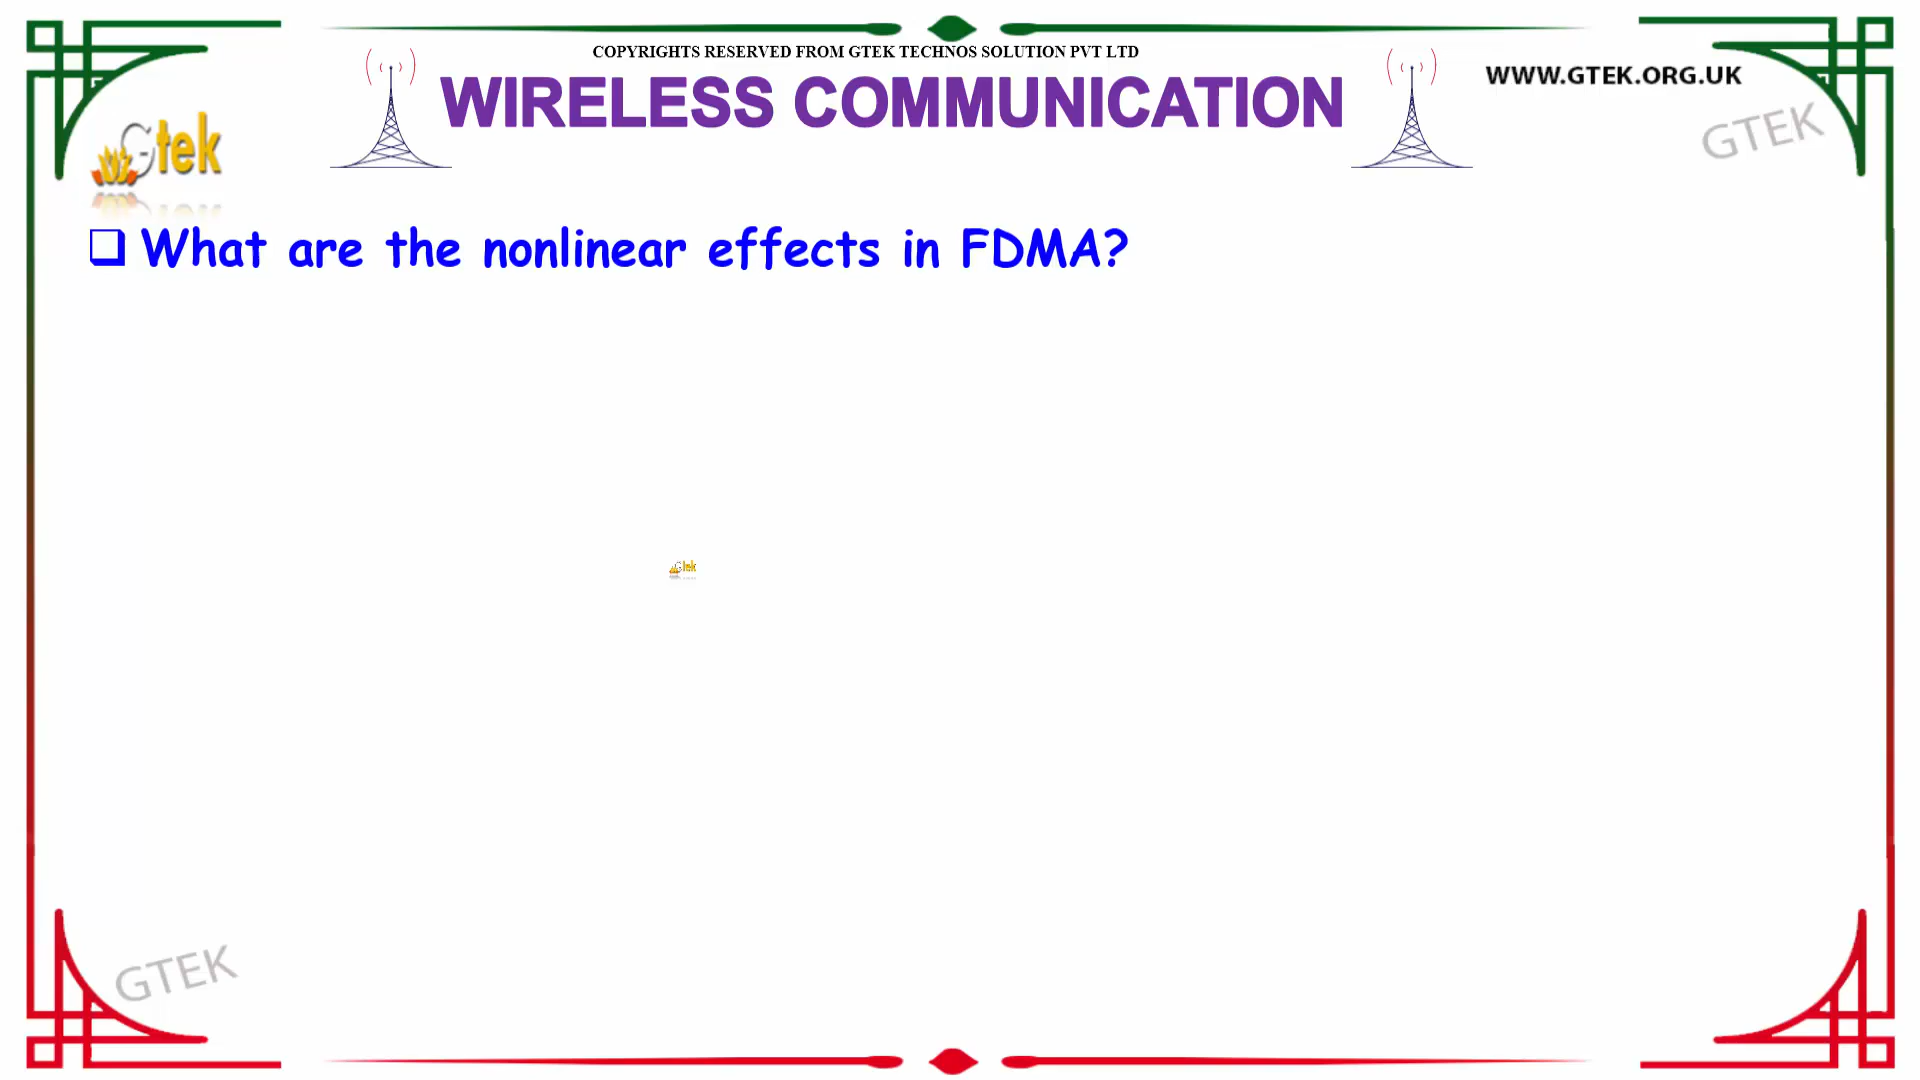 COPYRIGHTS RESERVED FROM GTEK TECHNOS SOLUTION PVT LTD
WIRELESS COMMUNICATION
WWW.GTEK.ORG.UK
GTEK
Gtek
What are the nonlinear effects in FDMA?
Gtek
GTEK